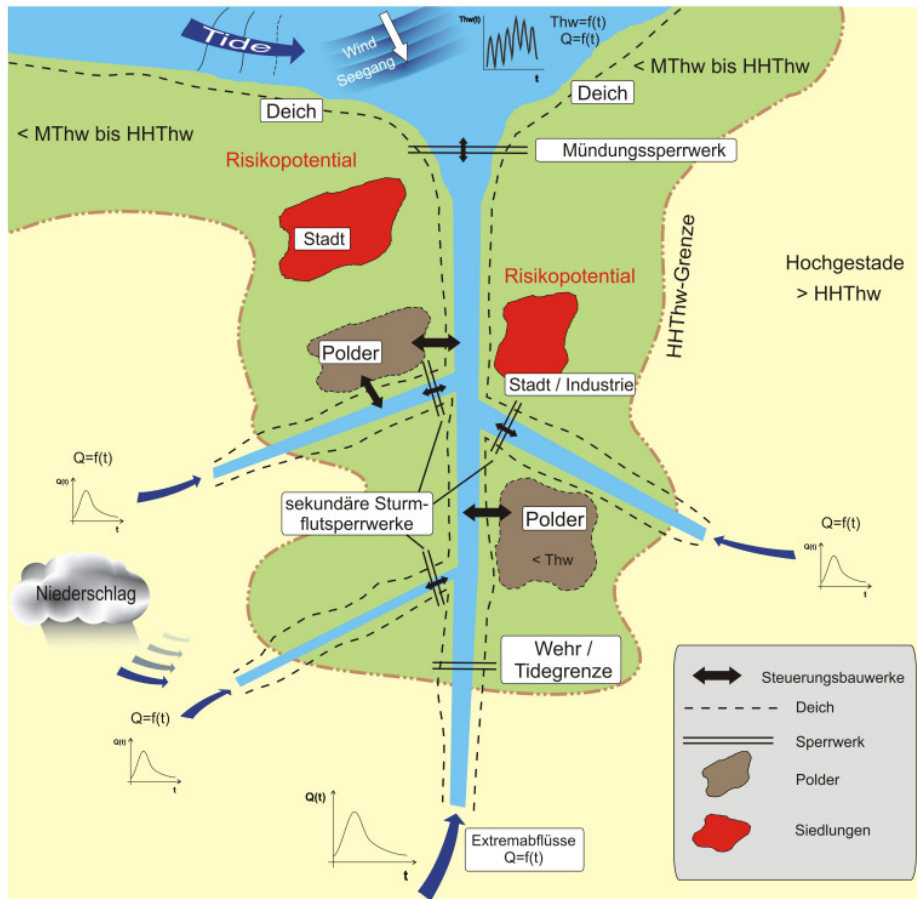 Tide
Wind
Seegang
Thw(t)
t
Thw=f(t)
Q=f(t)
< MThw bis HHThw
Deich
Deich
< MThw bis HHThw
Mündungssperrwerk
Risikopotential
Stadt
HHThw-Grenze
Hochgestade
> HHThw
Risikopotential
Polder
Stadt / Industrie
Q=f(t)
Q(t)
t
sekundäre Sturm-
flutsperrwerke
Polder
< Thw
Q=f(t)
Q(t)
t
Niederschlag
Wehr /
Tidegrenze
Q=f(t)
Q(t)
t
Q(t)
t
Extremabflüsse
Q=f(t)
Steuerungsbauwerke
Deich
Sperrwerk
Polder
Siedlungen